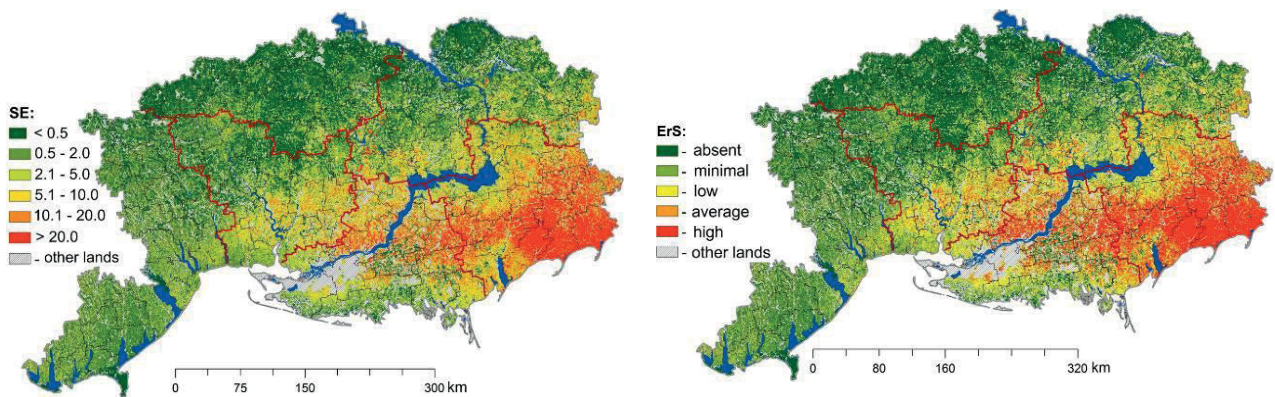 SE:
< 0.5
0.5 - 2.0
2.1 - 5.0
5.1 - 10.0
10.1 - 20.0
> 20.0
- other lands
0 75 150 300 km
ErS:
- absent
- minimal
- low
- average
- high
- other lands
0 80 160 320 km